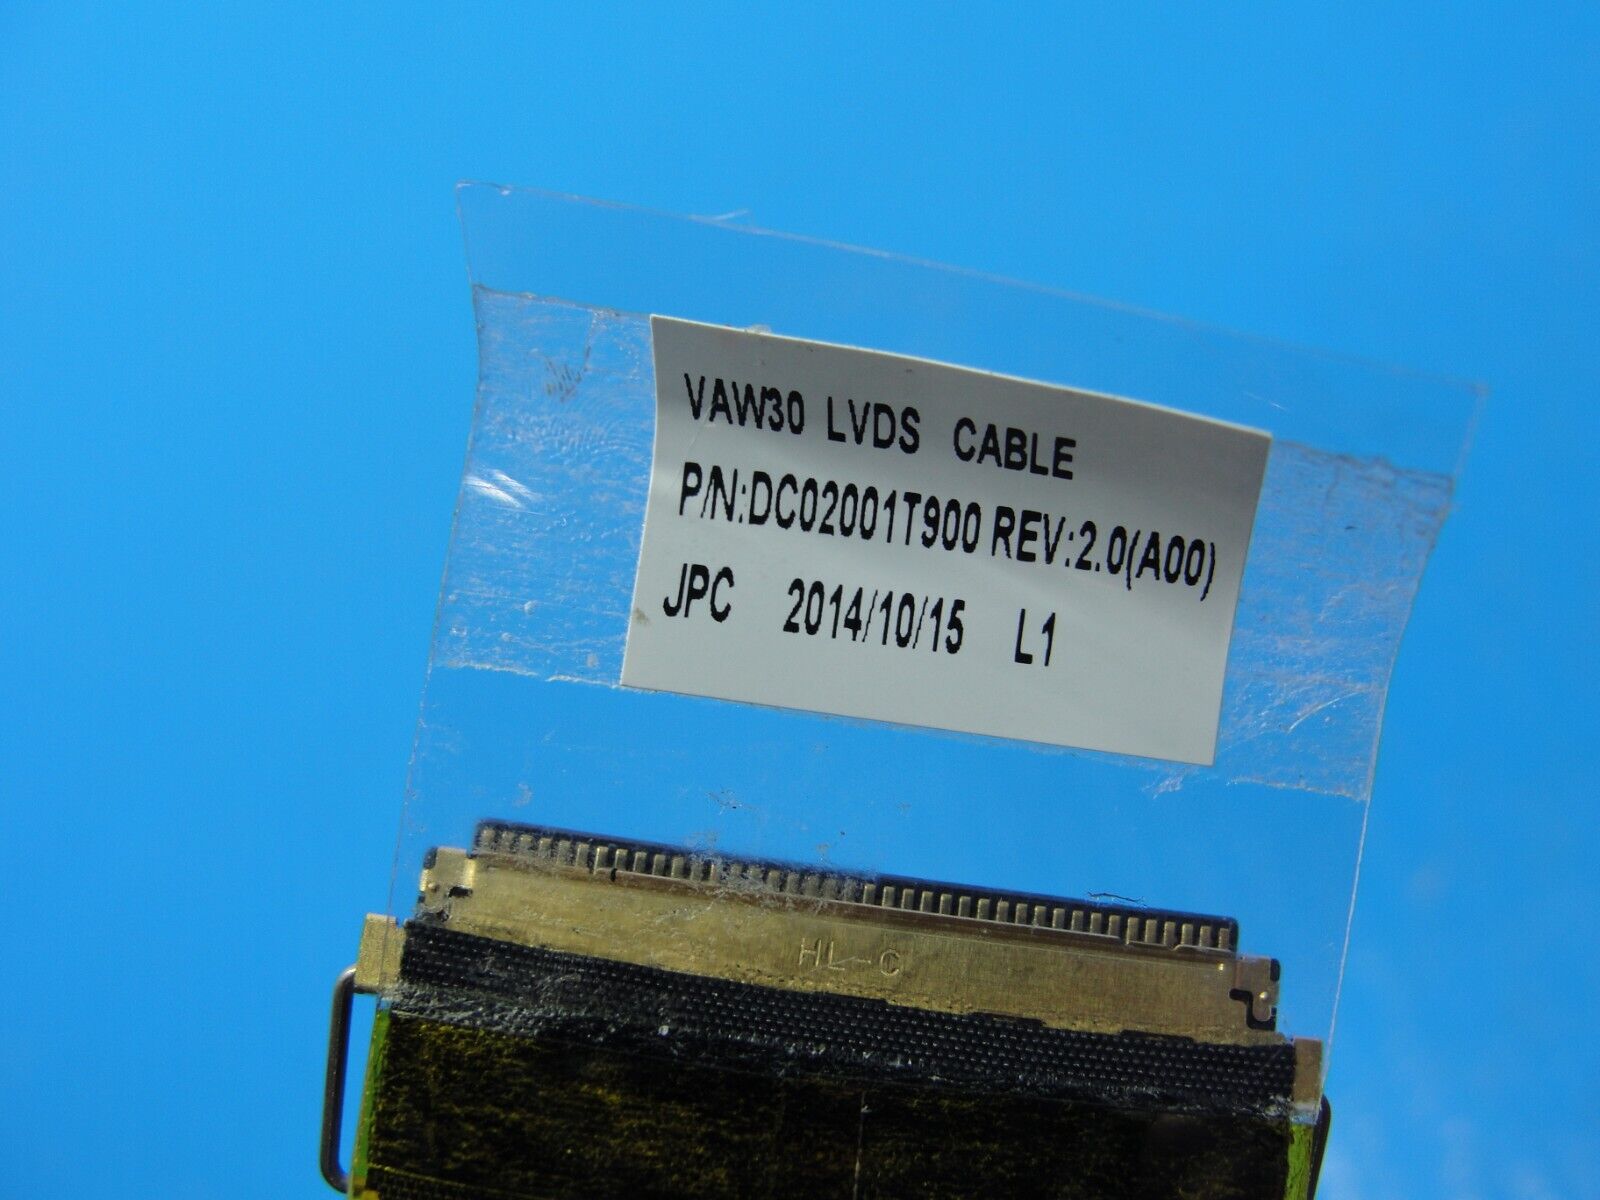 VAW30 LVDS CABLE
P/N:DC02001T900 REV:2.0(A00)
JPC 2014/10/15 L1
HL-C